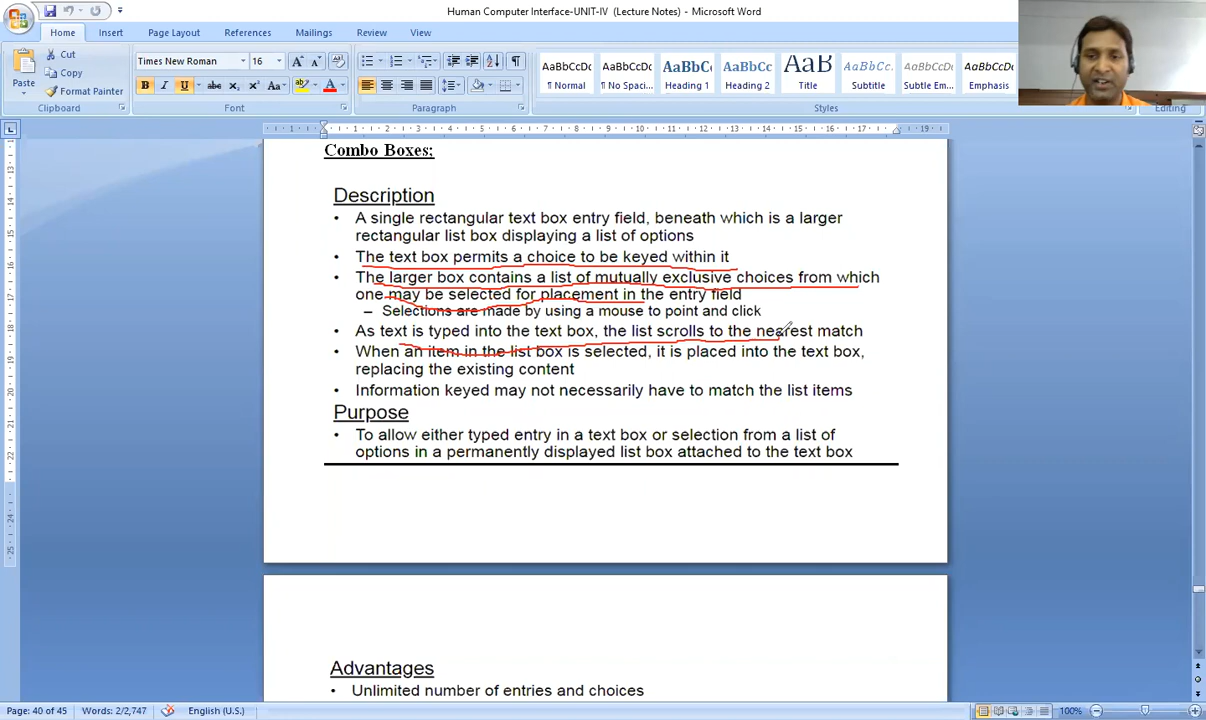 Human Computer Interface-UNIT-IV (Lecture Notes) - Microsoft Word
Home Insert Page Layout References Mailings Review View
Cut
Copy
Format Painter
Paste
Clipboard
Times New Roman 16
B I U abc x₂ x² Aa
Font
Paragraph
AaBbCcDc AaBbCcDc AaBbCc AaBbCc AaB AaBbCcL AaBbCcDc AaBbCcDc
¶ Normal ¶ No Spaci... Heading 1 Heading 2 Title Subtitle Subtle Em... Emphasis
Styles
Editing
Combo Boxes:
Description
• A single rectangular text box entry field, beneath which is a larger
rectangular list box displaying a list of options
• The text box permits a choice to be keyed within it
• The larger box contains a list of mutually exclusive choices from which
one may be selected for placement in the entry field
– Selections are made by using a mouse to point and click
• As text is typed into the text box, the list scrolls to the nearest match
• When an item in the list box is selected, it is placed into the text box,
replacing the existing content
• Information keyed may not necessarily have to match the list items
Purpose
• To allow either typed entry in a text box or selection from a list of
options in a permanently displayed list box attached to the text box
Advantages
• Unlimited number of entries and choices
Page: 40 of 45 Words: 2/2,747 English (U.S.) 100%